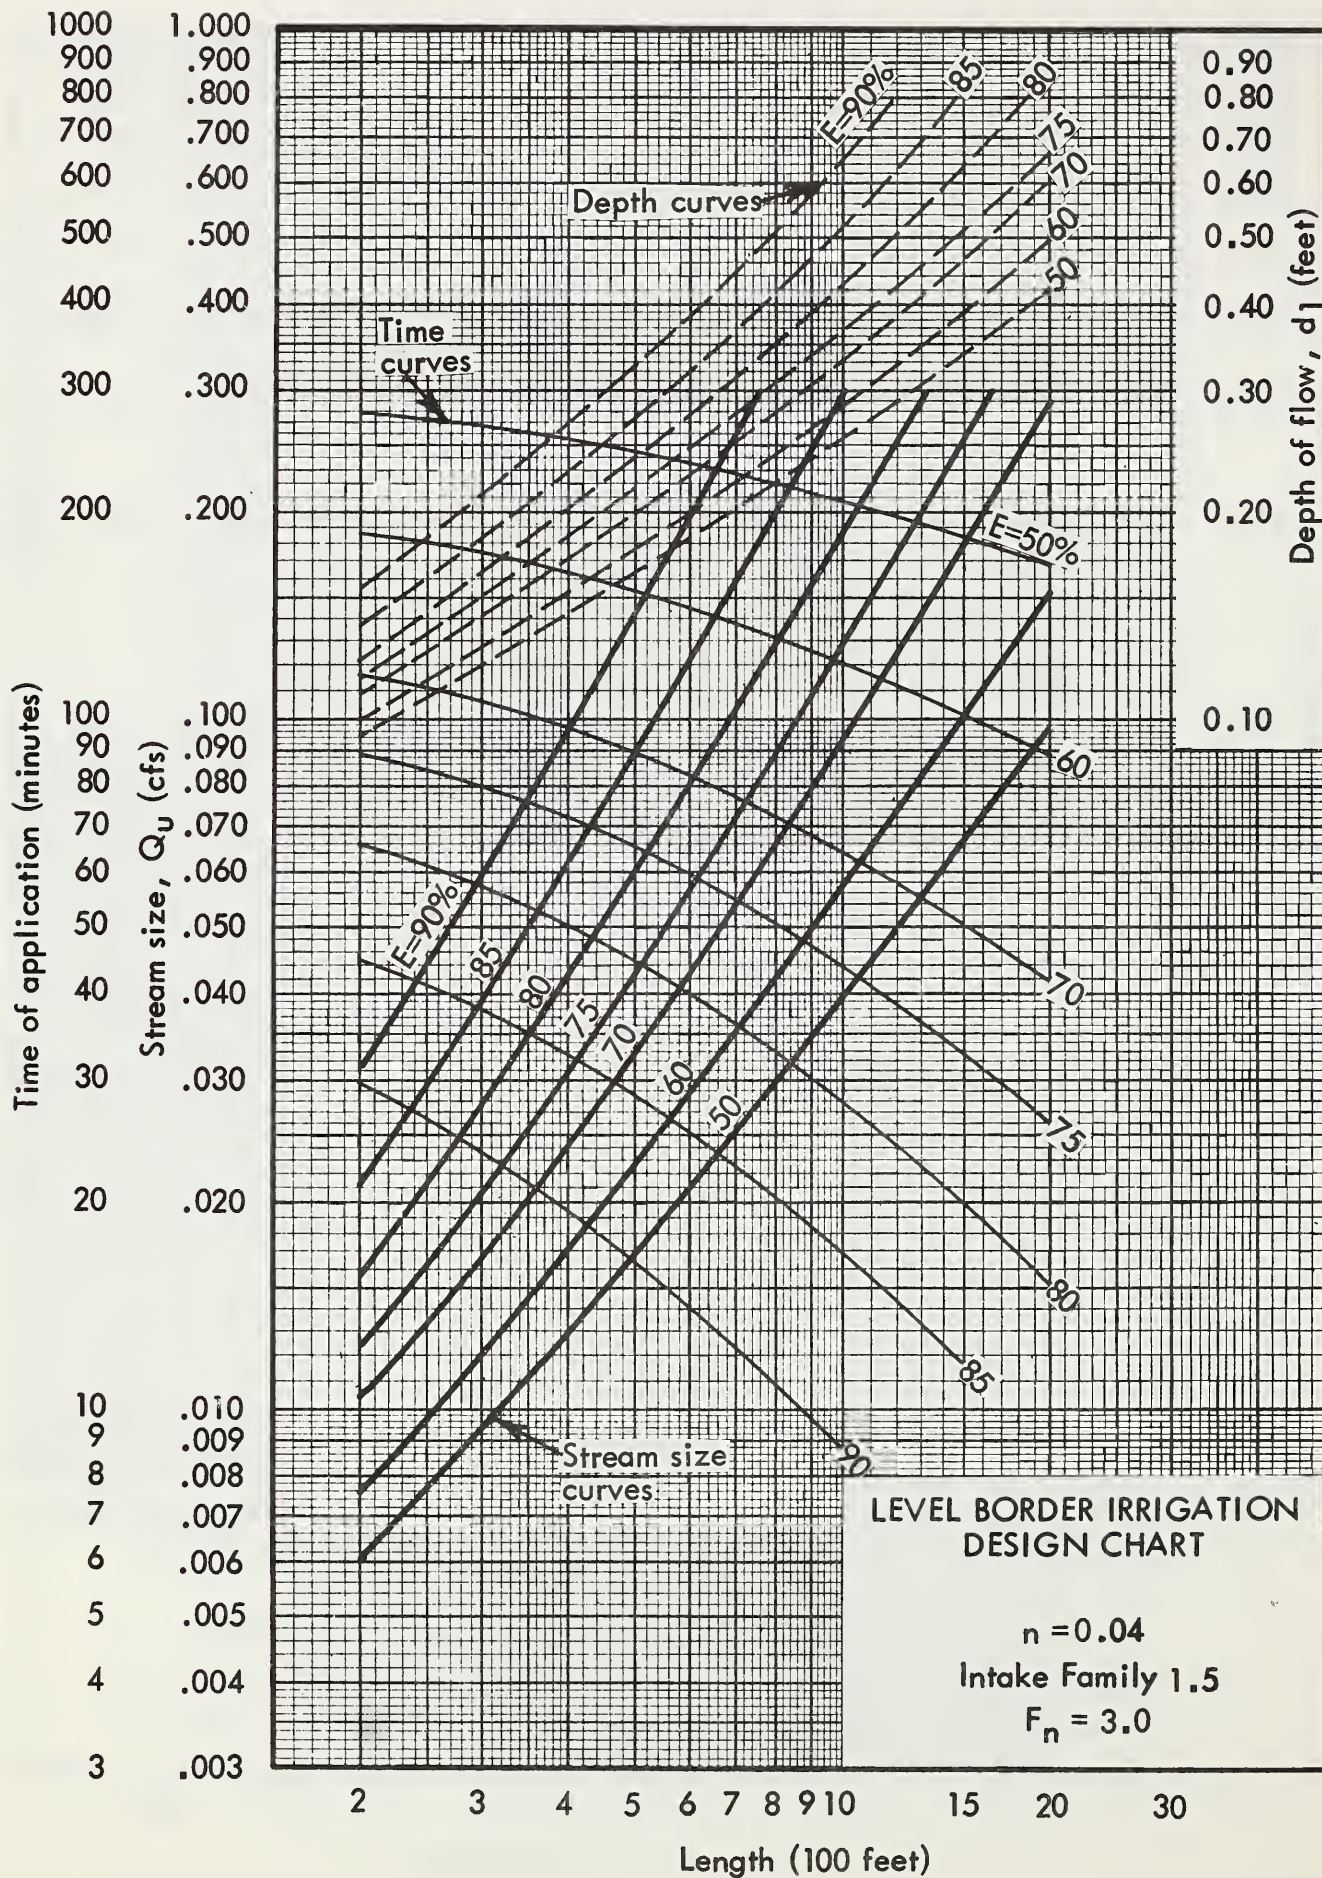 1000 1.000
900 .900
800 .800
700 .700
600 .600
500 .500
400 .400
300 .300
200 .200
100 .100
90 .090
80 .080
70 .070
60 .060
50 .050
40 .040
30 .030
20 .020
10 .010
9 .009
8 .008
7 .007
6 .006
5 .005
4 .004
3 .003
Time of application (minutes)
Stream size, Qu (cfs)
E=90%
85
80
75
70
60
50
Depth curves
Time
curves
E=50%
60
70
75
80
85
90
E=90%
85
80
75
70
60
50
Stream size
curves
0.90
0.80
0.70
0.60
0.50
0.40
0.30
0.20
0.10
Depth of flow, d1 (feet)
LEVEL BORDER IRRIGATION
DESIGN CHART
n =0.04
Intake Family 1.5
Fn = 3.0
2 3 4 5 6 7 8 9 10 15 20 30
Length (100 feet)